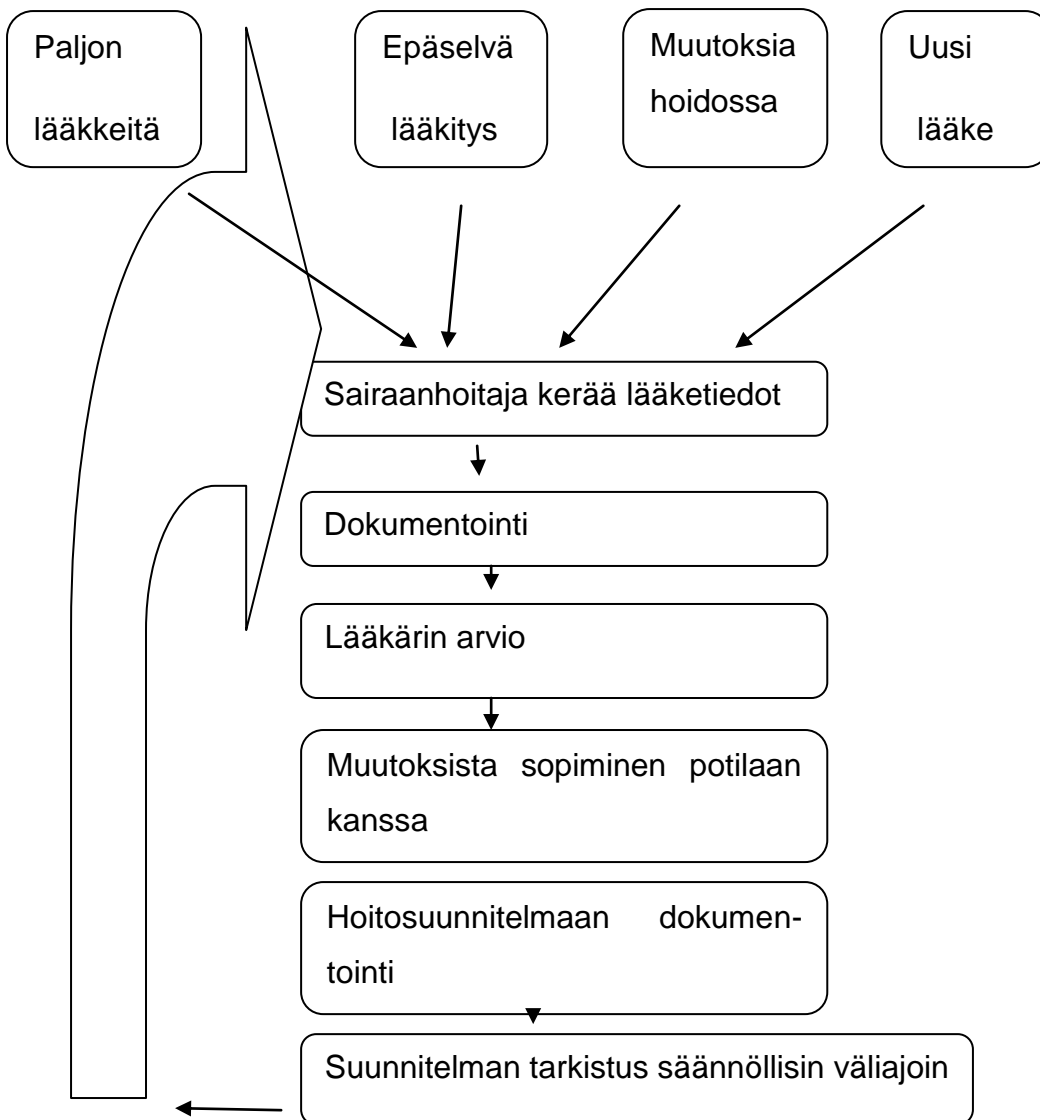 Paljon
lääkkeitä
Epäselvä
lääkitys
Muutoksia
hoidossa
Uusi
lääke
Sairaanhoitaja kerää lääketiedot
Dokumentointi
Lääkärin arvio
Muutoksista sopiminen potilaan
kanssa
Hoitosuunnitelmaan dokumen-
tointi
Suunnitelman tarkistus säännöllisin väliajoin